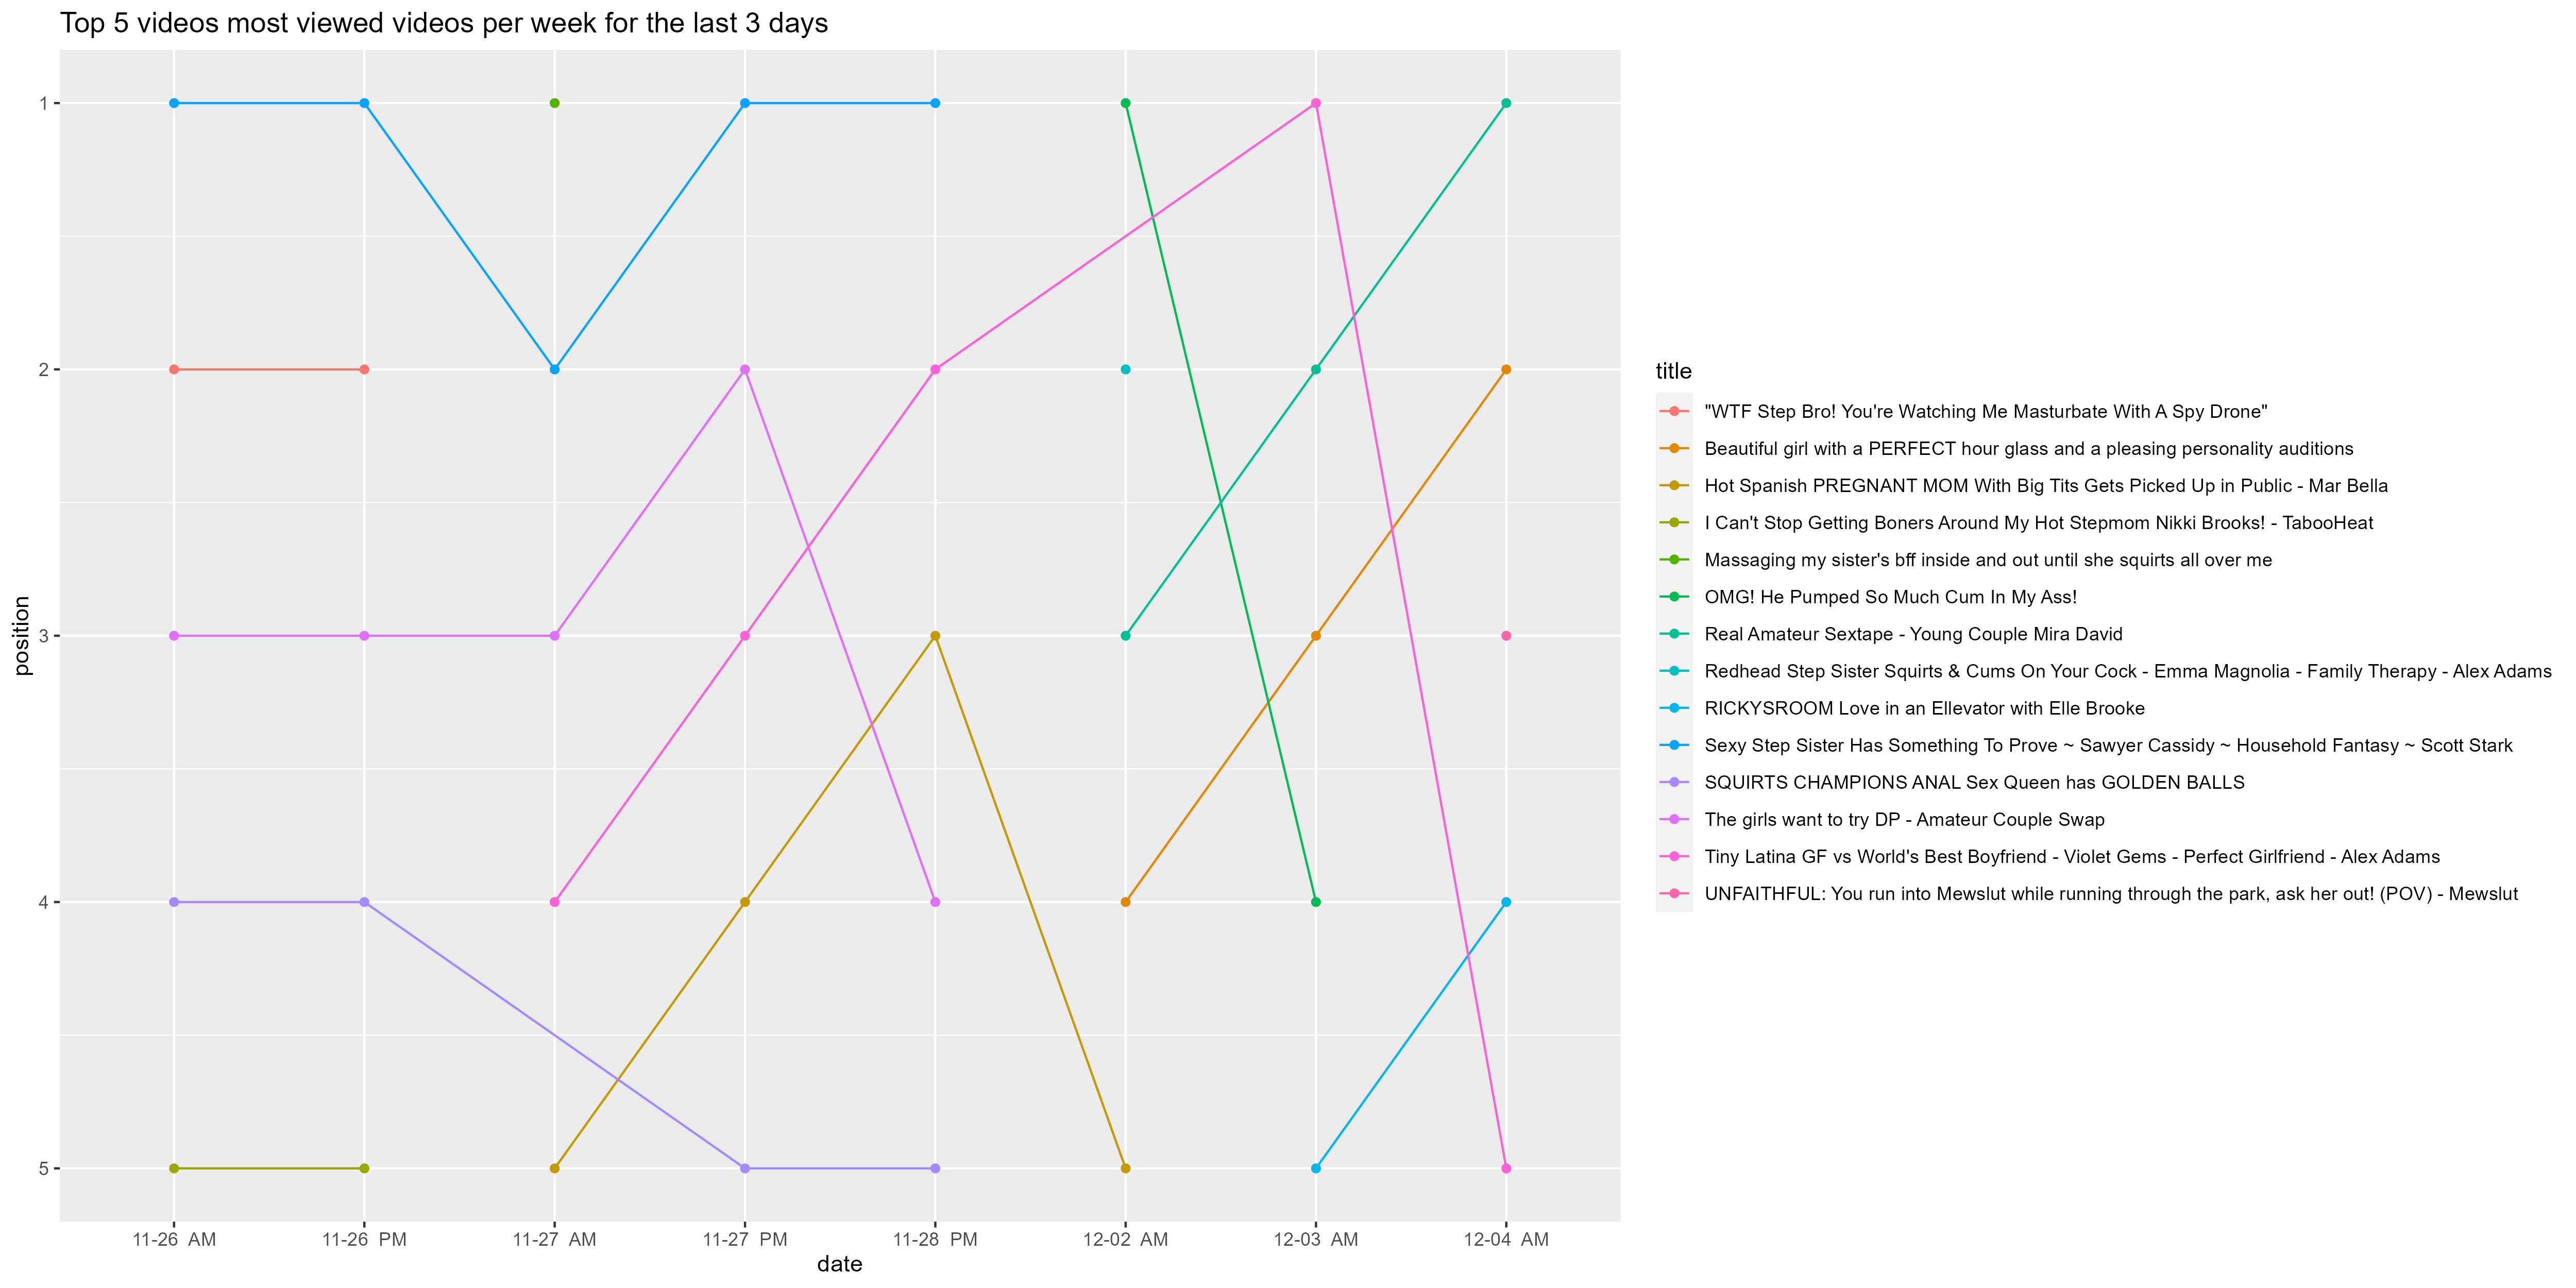 Top 5 videos most viewed videos per week for the last 3 days
position
1
2
3
4
5
11-26 AM
11-26 PM
11-27 AM
11-27 PM
11-28 PM
12-02 AM
12-03 AM
12-04 AM
date
title
"WTF Step Bro! You're Watching Me Masturbate With A Spy Drone"
Beautiful girl with a PERFECT hour glass and a pleasing personality auditions
Hot Spanish PREGNANT MOM With Big Tits Gets Picked Up in Public - Mar Bella
I Can't Stop Getting Boners Around My Hot Stepmom Nikki Brooks! - TabooHeat
Massaging my sister's bff inside and out until she squirts all over me
OMG! He Pumped So Much Cum In My Ass!
Real Amateur Sextape - Young Couple Mira David
Redhead Step Sister Squirts & Cums On Your Cock - Emma Magnolia - Family Therapy - Alex Adams
RICKYSROOM Love in an Ellevator with Elle Brooke
Sexy Step Sister Has Something To Prove ~ Sawyer Cassidy ~ Household Fantasy ~ Scott Stark
SQUIRTS CHAMPIONS ANAL Sex Queen has GOLDEN BALLS
The girls want to try DP - Amateur Couple Swap
Tiny Latina GF vs World's Best Boyfriend - Violet Gems - Perfect Girlfriend - Alex Adams
UNFAITHFUL: You run into Mewslut while running through the park, ask her out! (POV) - Mewslut